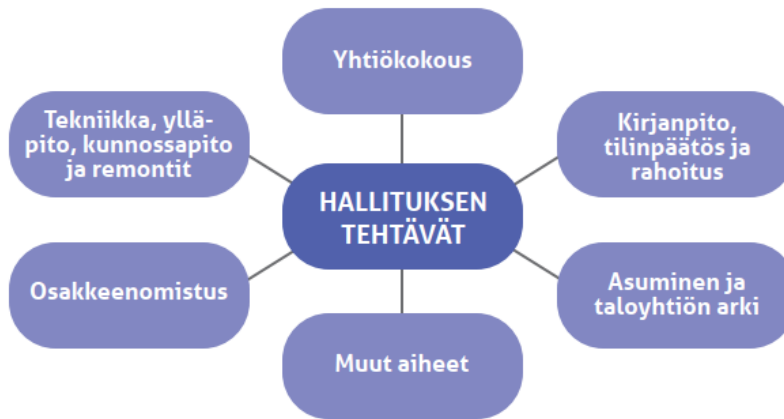 Yhtiökokous
Tekniikka, yllä-
pito, kunnossapito
ja remontit
Kirjanpito,
tilinpäätös ja
rahoitus
HALLITUKSEN
TEHTÄVÄT
Osakkeenomistus
Asuminen ja
taloyhtiön arki
Muut aiheet